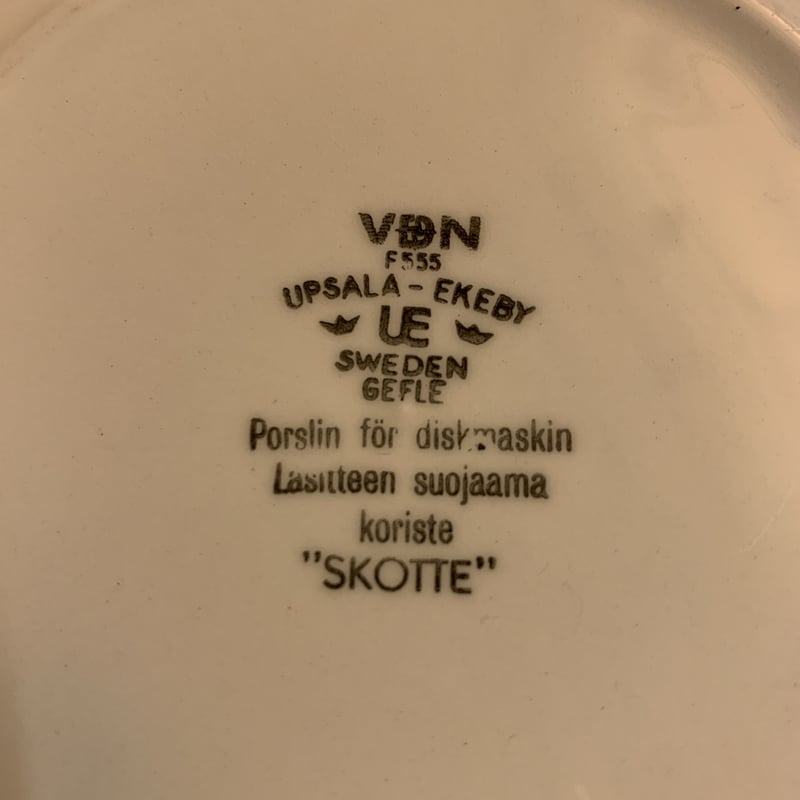 VDN
F555
UPSALA - EKEBY
UE
SWEDEN
GEFLE
Porslin för diskmaskin
Lasitteen suojaama
koriste
"SKOTTE"